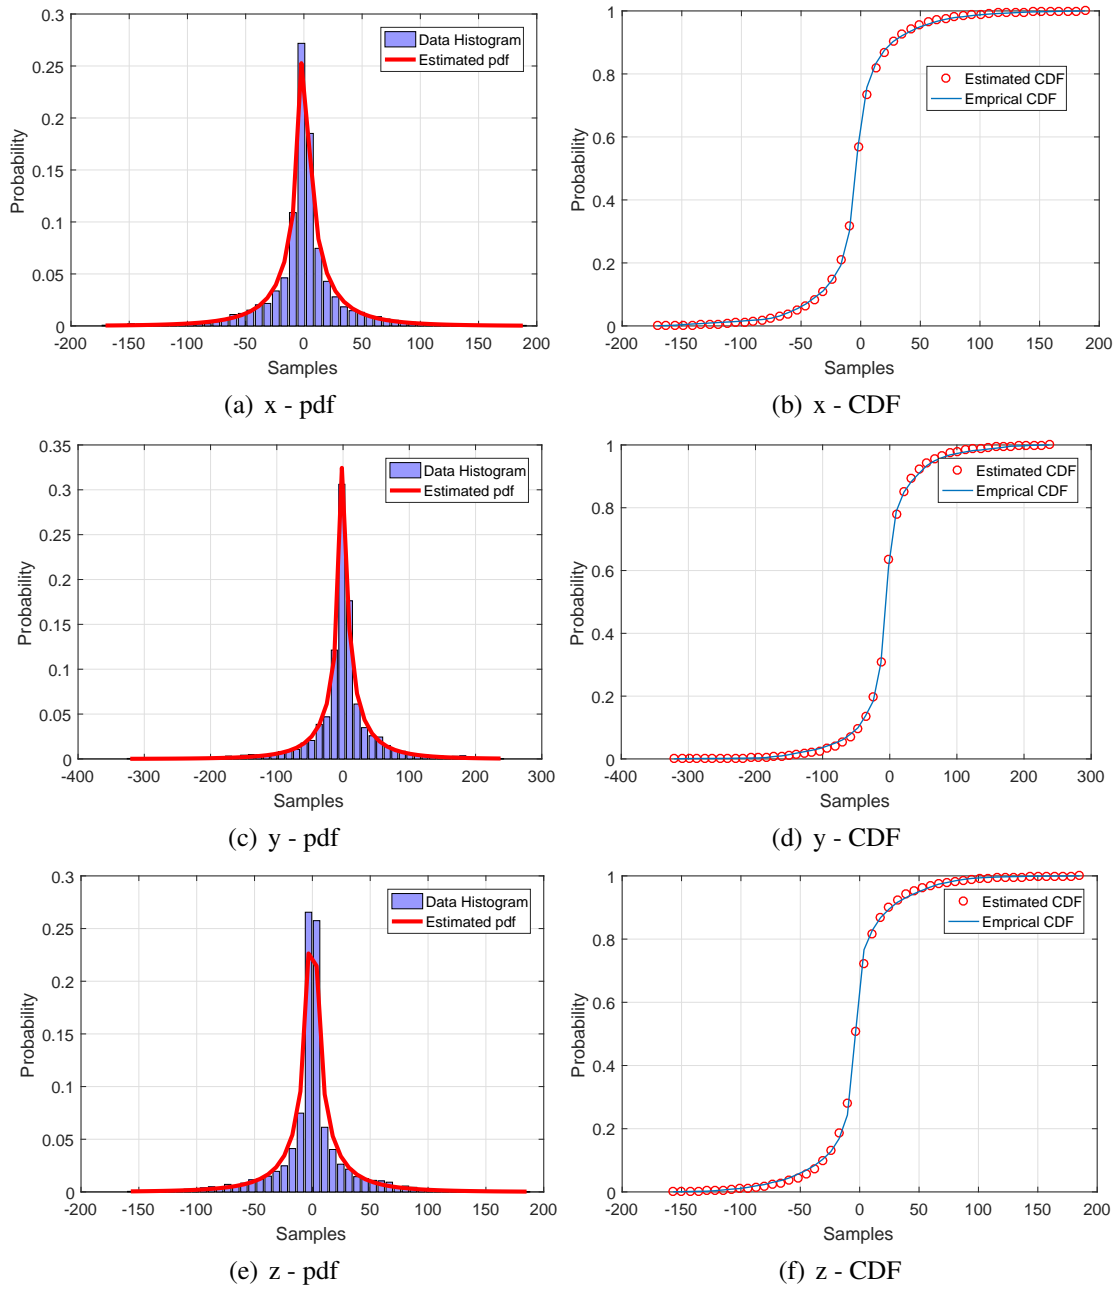 0.3
0.25
0.2
0.15
0.1
0.05
0
Probability
Data Histogram
Estimated pdf
-200 -150 -100 -50 0 50 100 150 200
Samples
(a) x - pdf
1
0.8
0.6
0.4
0.2
0
Probability
Estimated CDF
Emprical CDF
-200 -150 -100 -50 0 50 100 150 200
Samples
(b) x - CDF
0.35
0.3
0.25
0.2
0.15
0.1
0.05
0
Probability
Data Histogram
Estimated pdf
-400 -300 -200 -100 0 100 200 300
Samples
(c) y - pdf
1
0.8
0.6
0.4
0.2
0
Probability
Estimated CDF
Emprical CDF
-400 -300 -200 -100 0 100 200 300
Samples
(d) y - CDF
0.3
0.25
0.2
0.15
0.1
0.05
0
Probability
Data Histogram
Estimated pdf
-200 -150 -100 -50 0 50 100 150 200
Samples
(e) z - pdf
1
0.8
0.6
0.4
0.2
0
Probability
Estimated CDF
Emprical CDF
-200 -150 -100 -50 0 50 100 150 200
Samples
(f) z - CDF